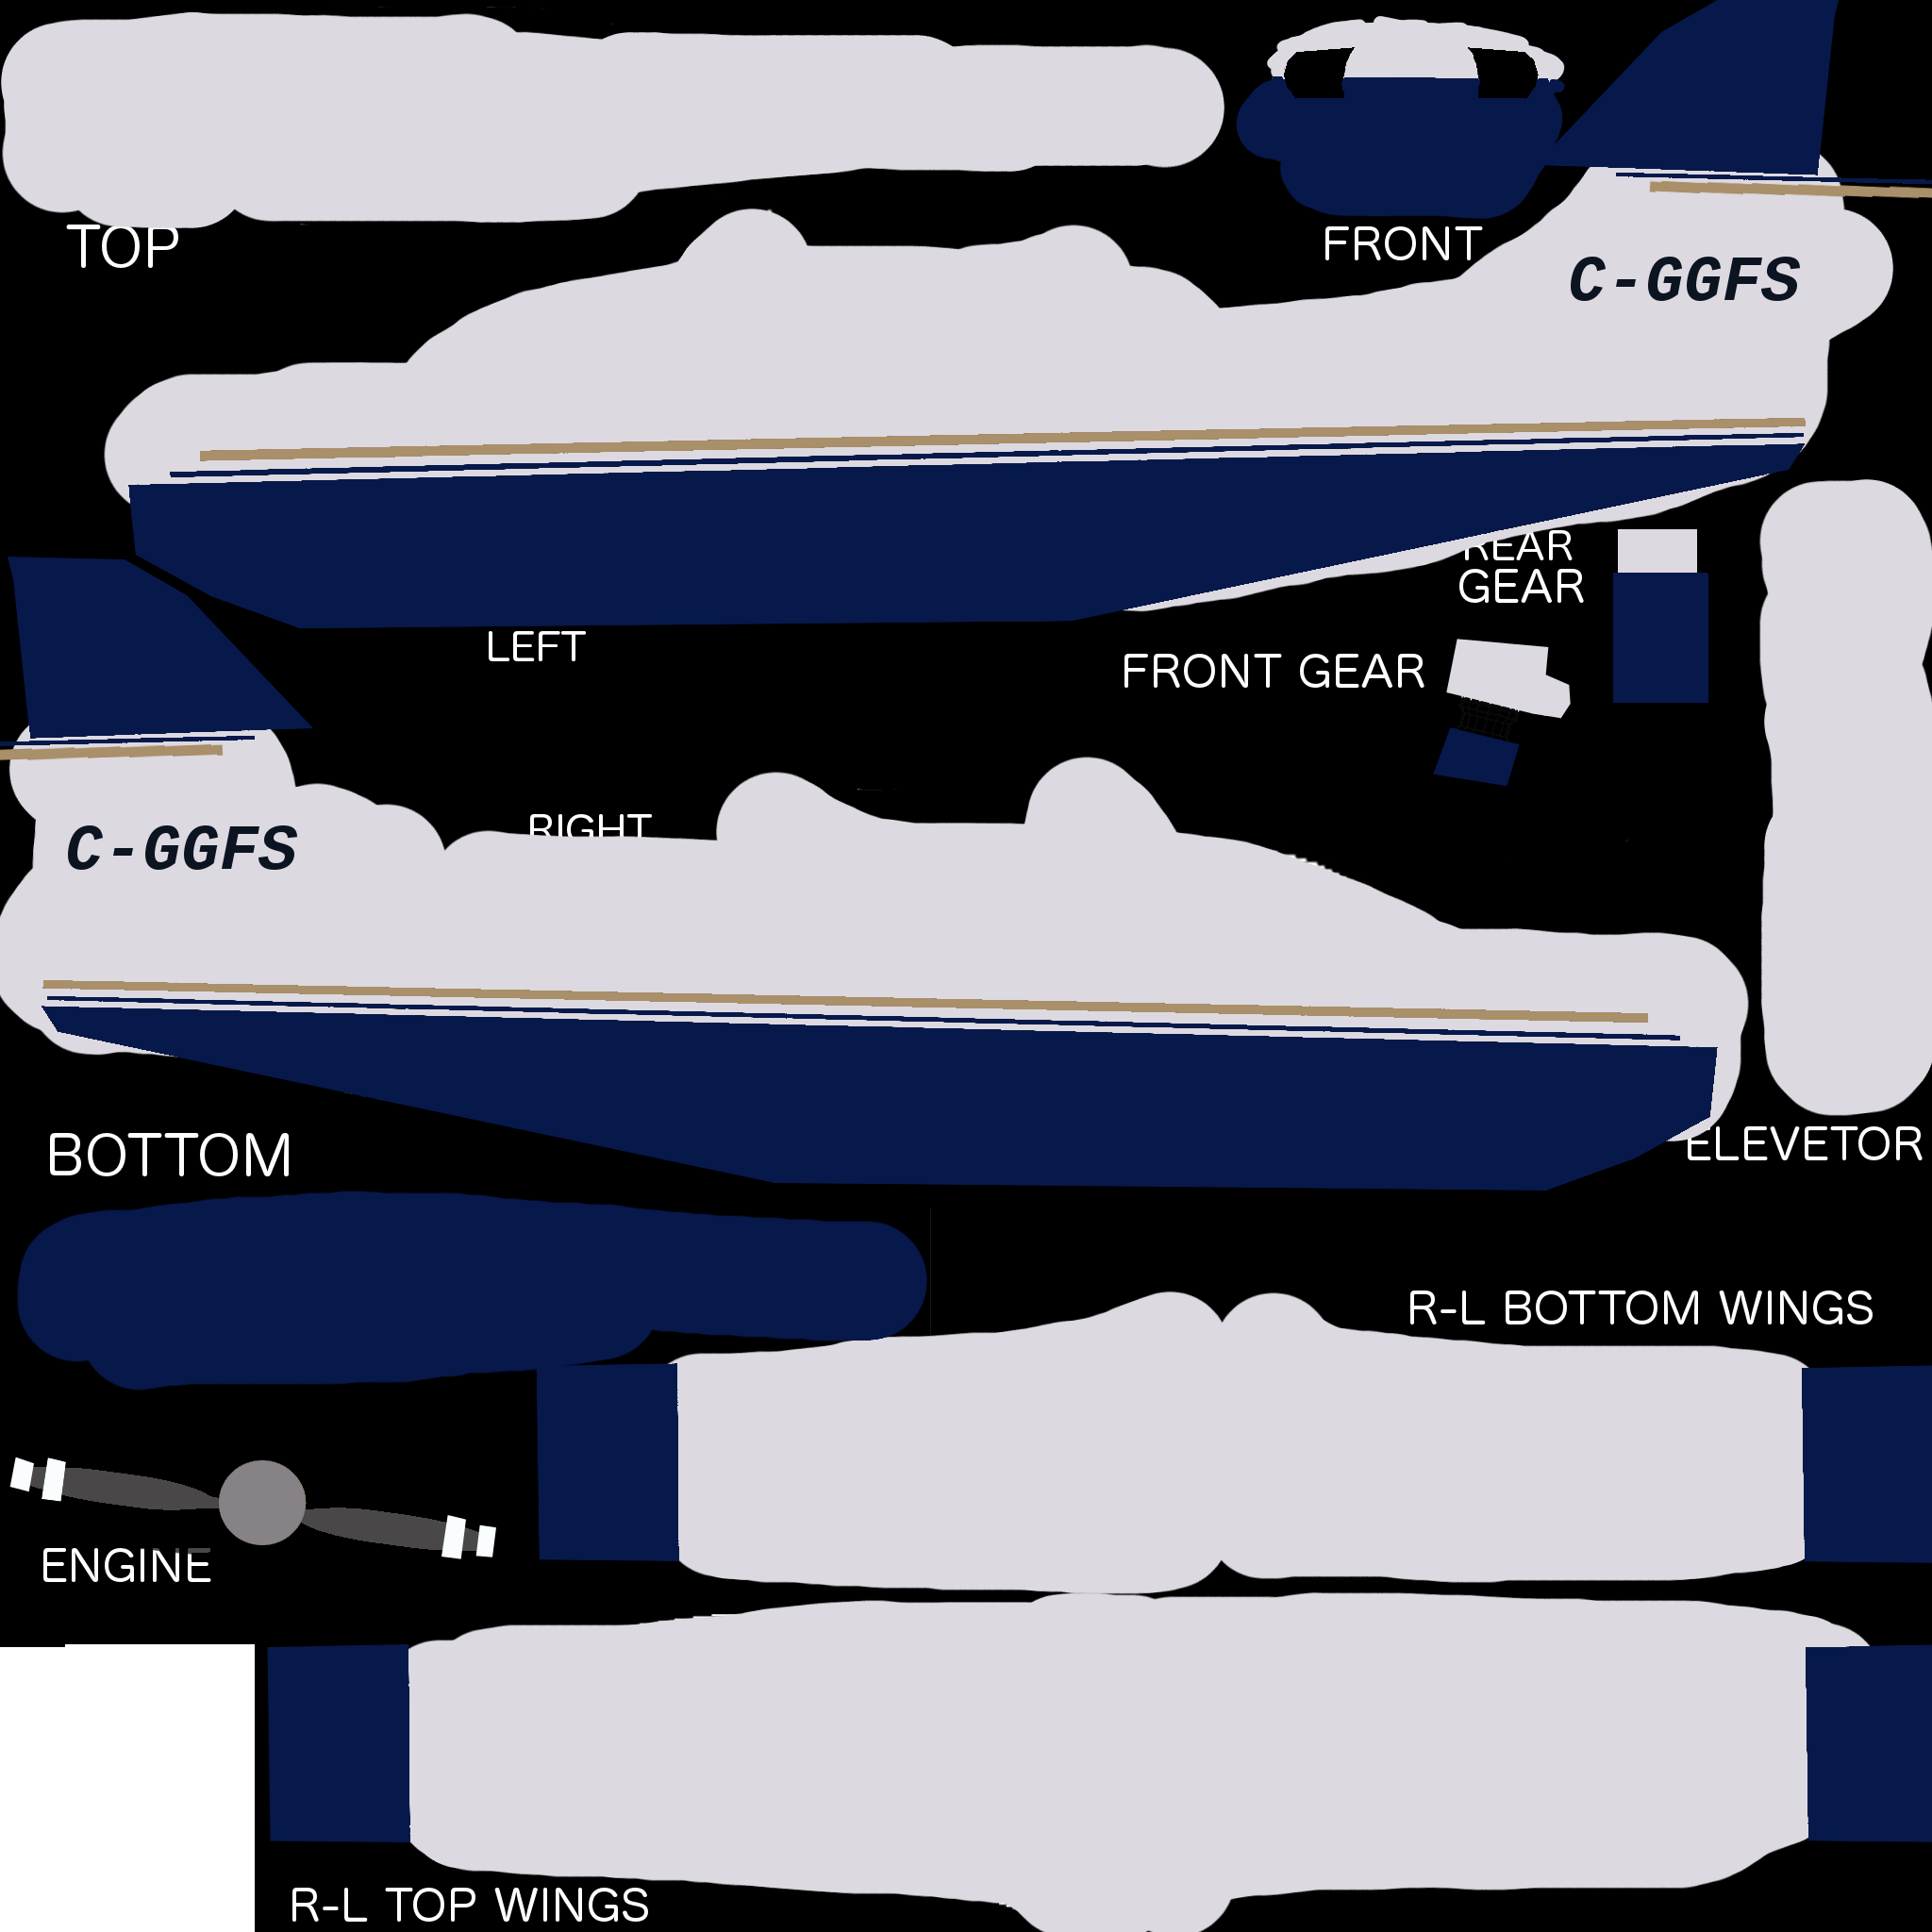 TOP
FRONT
C-GGFS
REAR
GEAR
LEFT
FRONT GEAR
RIGHT
C-GGFS
BOTTOM
ELEVETOR
R-L BOTTOM WINGS
ENGINE
R-L TOP WINGS